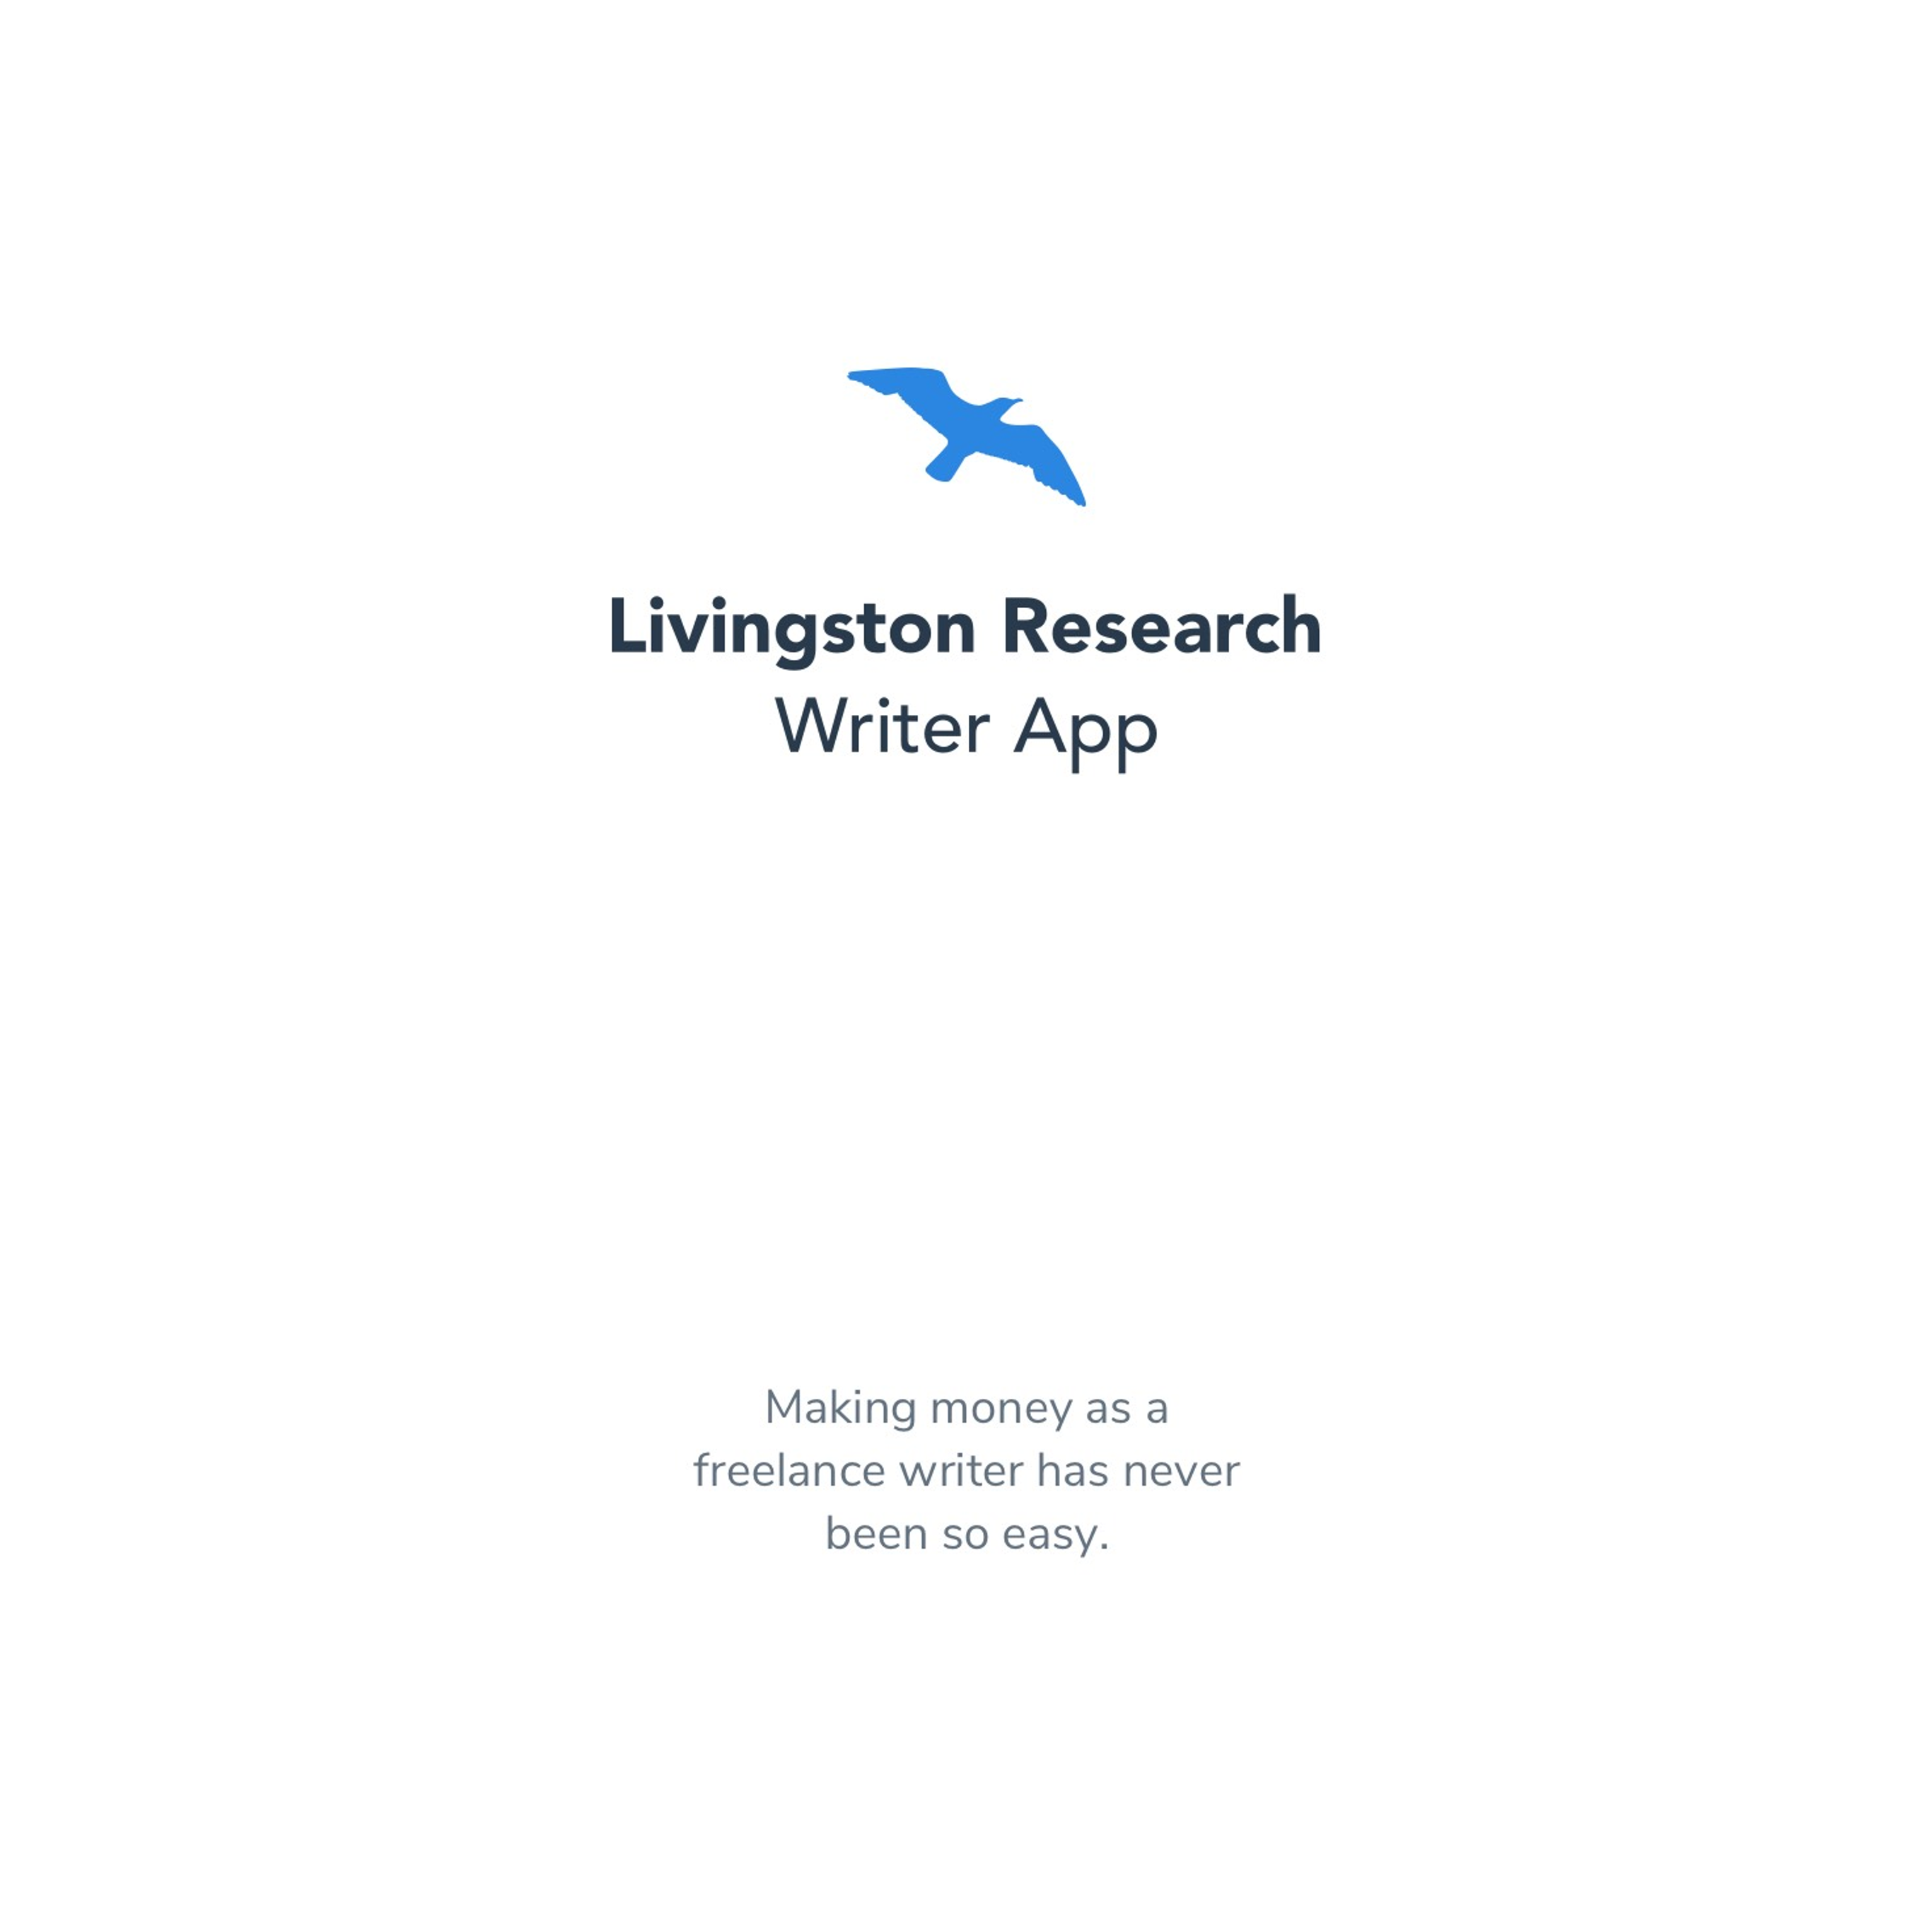 Livingston Research
Writer App
Making money as a
freelance writer has never
been so easy.